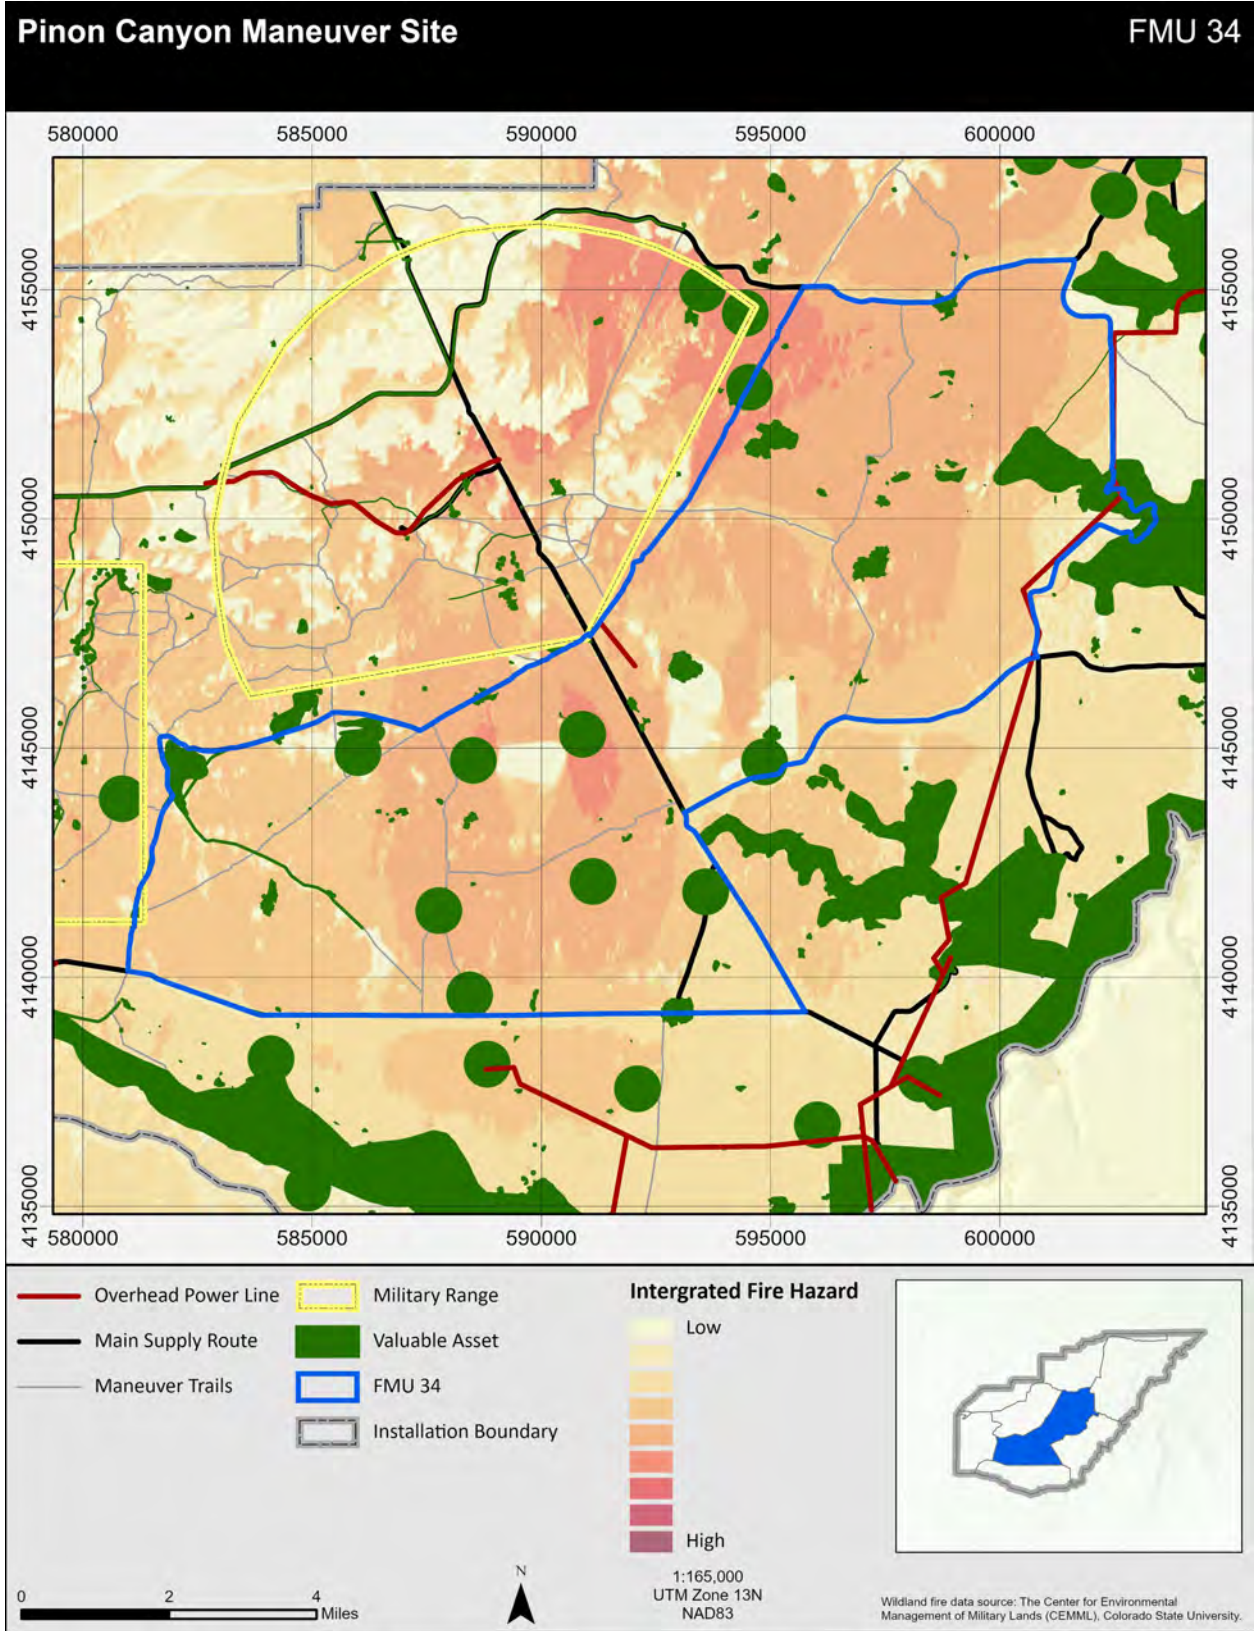 Pinon Canyon Maneuver Site
FMU 34
580000 585000 590000 595000 600000
4155000
4155000
4150000
4150000
4145000
4145000
4140000
4140000
4135000
4135000
580000 585000 590000 595000 600000
Overhead Power Line
Main Supply Route
Maneuver Trails
Military Range
Valuable Asset
FMU 34
Installation Boundary
Intergrated Fire Hazard
Low
High
0 2 4
Miles
N
1:165,000
UTM Zone 13N
NAD83
Wildland fire data source: The Center for Environmental
Management of Military Lands (CEMML), Colorado State University.